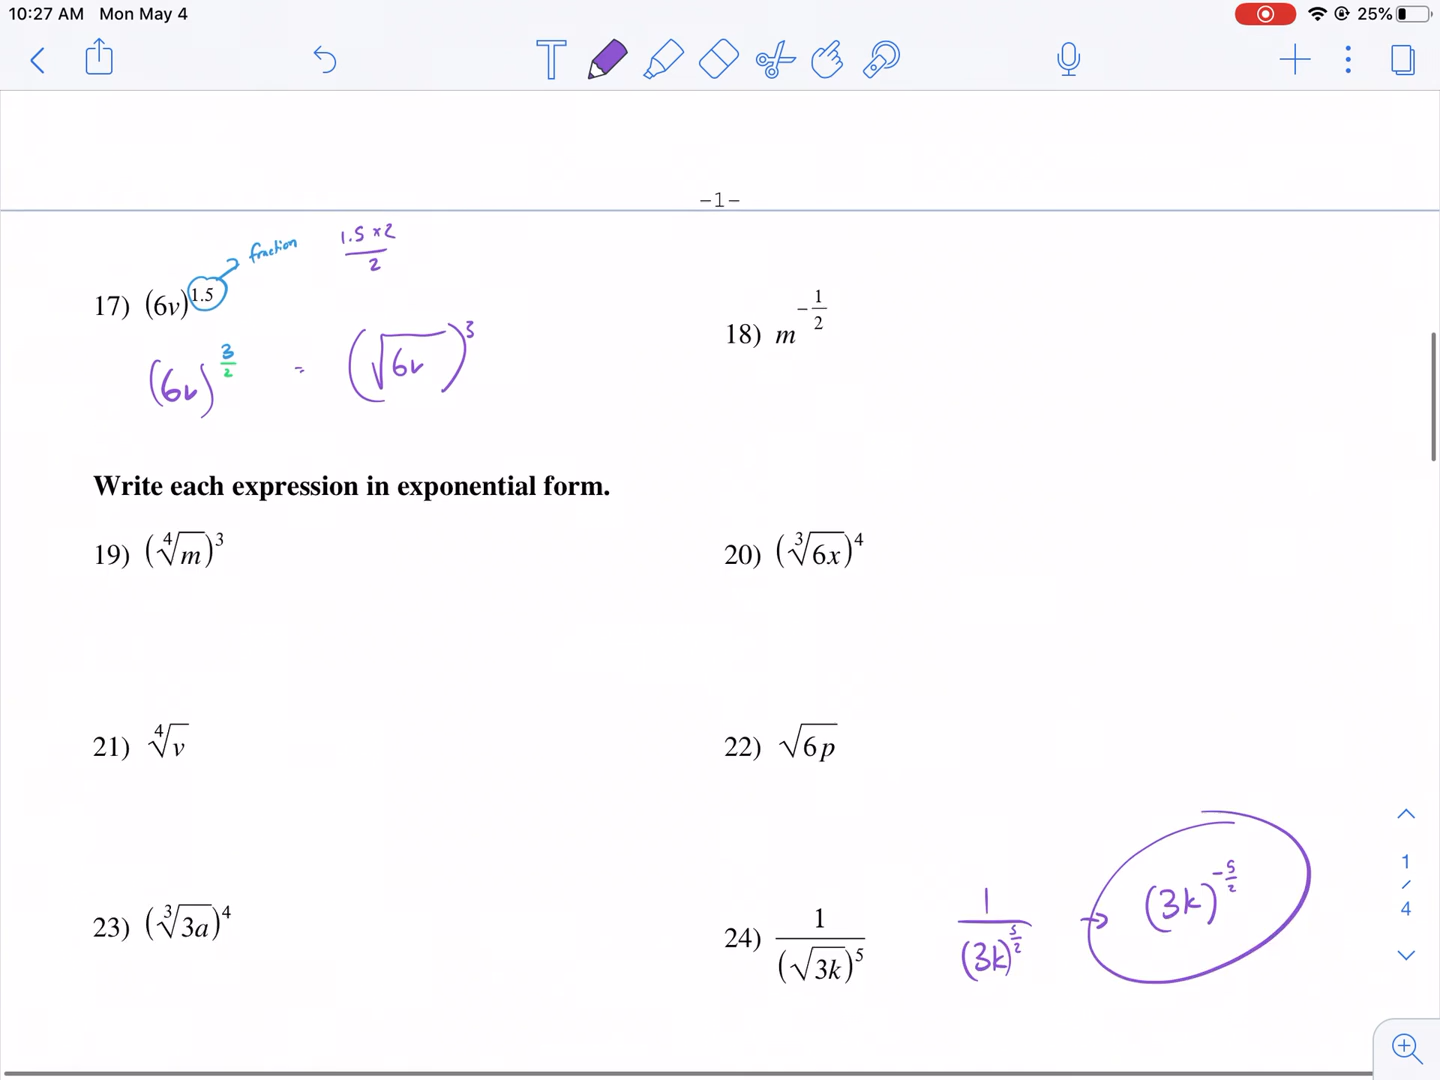 10:27 AM Mon May 4
25%
-1-
fraction
1.5 × 2
2
17) (6v)^1.5
(6v)^3/2 = (√6v)^3
18) m^-1/2
Write each expression in exponential form.
19) (∜m)^3
20) (∛6x)^4
21) ∜v
22) √6p
23) (∛3a)^4
24) 1/(√3k)^5
1/(3k)^5/2 → (3k)^-5/2
1
/
4